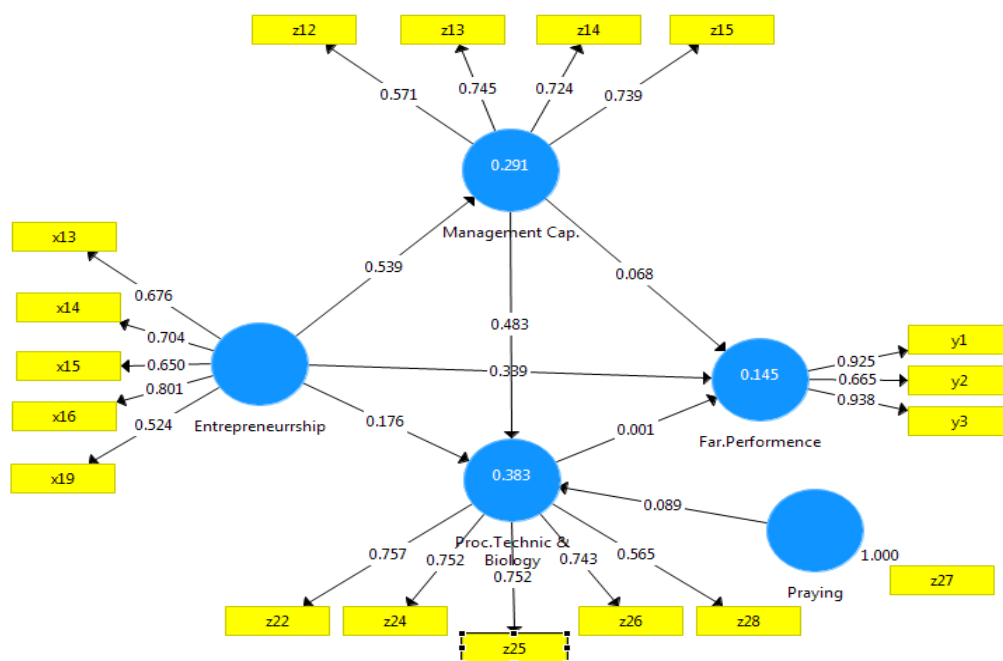 z12
z13
z14
z15
0.571
0.745
0.724
0.739
0.291
Management Cap.
x13
x14
x15
x16
x19
0.676
0.704
0.650
0.801
0.524
Entrepreneurrship
0.539
0.068
0.483
0.339
0.176
0.001
0.145
Far.Performence
0.925
0.665
0.938
y1
y2
y3
0.383
Proc.Technic &
Biology
0.089
Praying
1.000
z27
0.757
0.752
0.752
0.743
0.565
z22
z24
z25
z26
z28